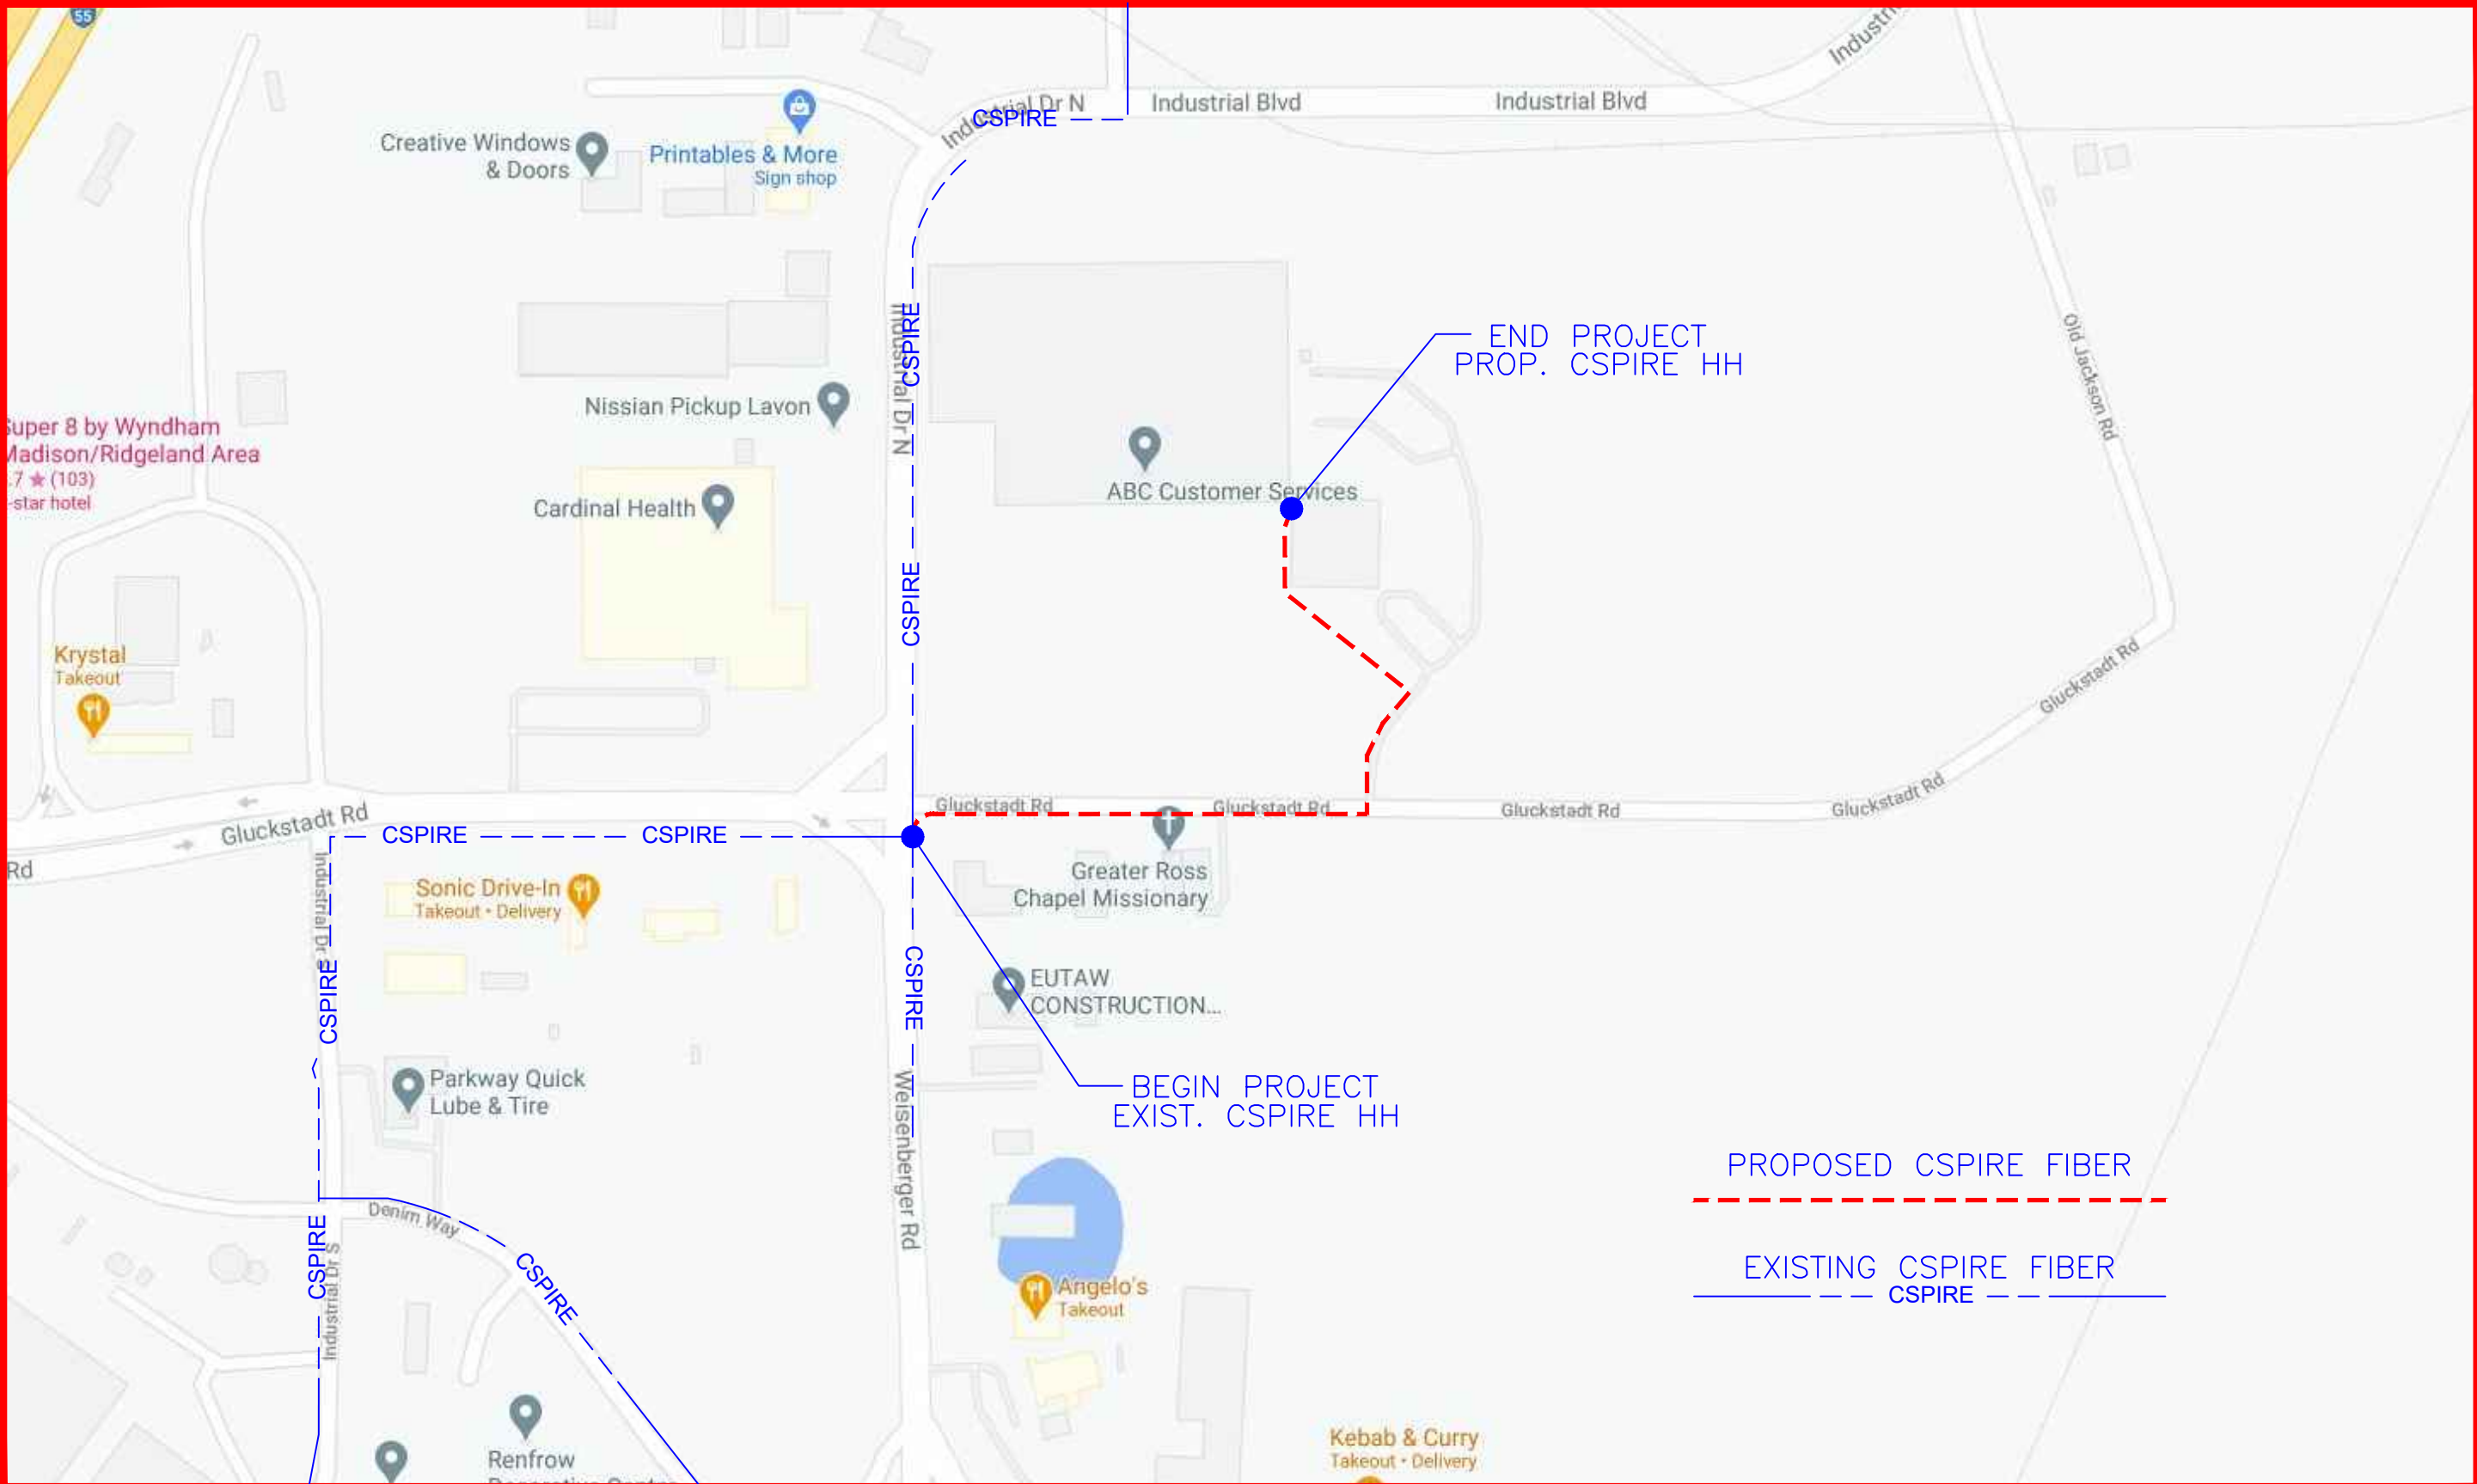 55
Industrial Dr N
CSPIRE
Industrial Blvd
Industrial Blvd
Creative Windows
& Doors
Printables & More
Sign shop
CSPIRE
Industrial Dr N
END PROJECT
PROP. CSPIRE HH
Old Jackson Rd
Nissian Pickup Lavon
Super 8 by Wyndham
Madison/Ridgeland Area
.7 ★ (103)
-star hotel
Cardinal Health
ABC Customer Services
CSPIRE
Krystal
Takeout
Gluckstadt Rd
Gluckstadt Rd
Gluckstadt Rd
Gluckstadt Rd
Gluckstadt Rd
Gluckstadt Rd
CSPIRE
CSPIRE
Rd
Industrial Dr S
Sonic Drive-In
Takeout • Delivery
Greater Ross
Chapel Missionary
CSPIRE
CSPIRE
EUTAW
CONSTRUCTION...
Parkway Quick
Lube & Tire
BEGIN PROJECT
EXIST. CSPIRE HH
Weisenberger Rd
PROPOSED CSPIRE FIBER
Denim Way
CSPIRE
Industrial Dr S
CSPIRE
EXISTING CSPIRE FIBER
CSPIRE
Angelo's
Takeout
Renfrow
Kebab & Curry
Takeout • Delivery